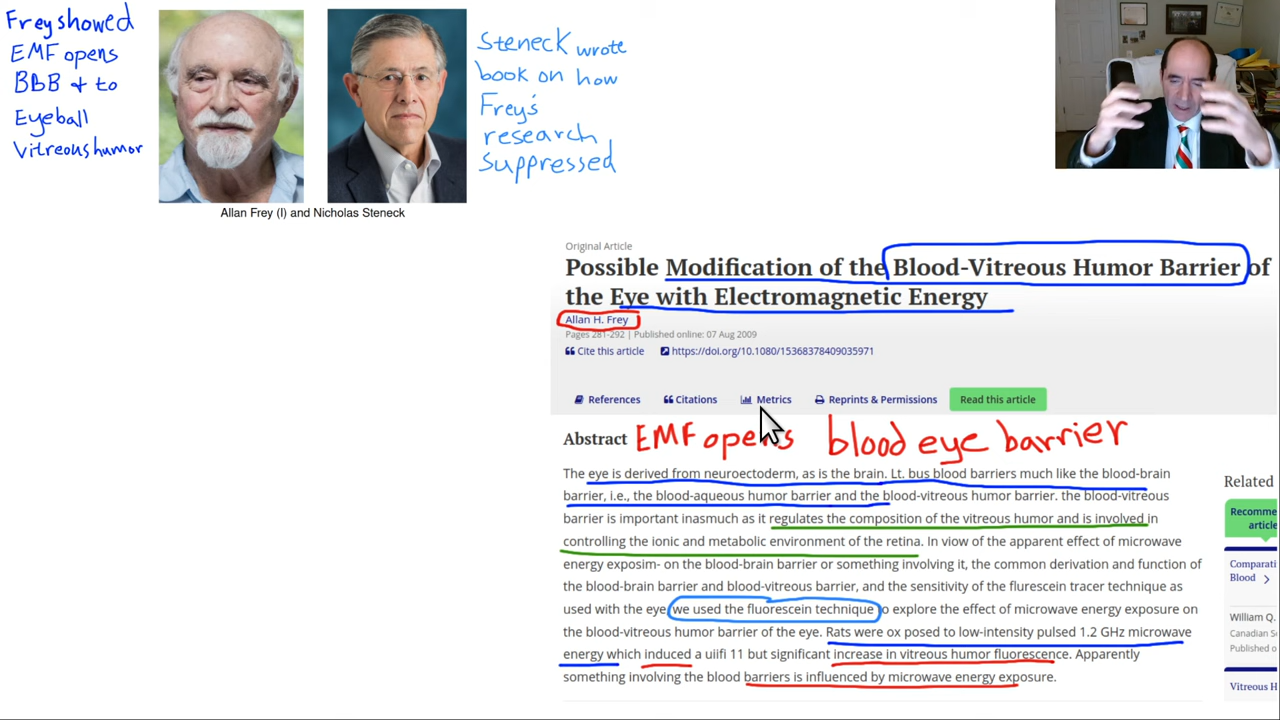 Frey showed
EMF opens
BBB & to
Eyeball
Vitreous humor
Steneck wrote
book on how
Frey's
research
suppressed
Allan Frey (l) and Nicholas Steneck
Original Article
Possible Modification of the Blood-Vitreous Humor Barrier of
the Eye with Electromagnetic Energy
Allan H. Frey
Pages 281-292 | Published online: 07 Aug 2009
Cite this article https://doi.org/10.1080/15368378409035971
References Citations Metrics Reprints & Permissions Read this article
Abstract EMF opens blood eye barrier
The eye is derived from neuroectoderm, as is the brain. Lt. bus blood barriers much like the blood-brain
barrier, i.e., the blood-aqueous humor barrier and the blood-vitreous humor barrier. the blood-vitreous
barrier is important inasmuch as it regulates the composition of the vitreous humor and is involved in
controlling the ionic and metabolic environment of the retina. In viow of the apparent effect of microwave
energy exposim- on the blood-brain barrier or something involving it, the common derivation and function of
the blood-brain barrier and blood-vitreous barrier, and the sensitivity of the flurescein tracer technique as
used with the eye, we used the fluorescein technique to explore the effect of microwave energy exposure on
the blood-vitreous humor barrier of the eye. Rats were ox posed to low-intensity pulsed 1.2 GHz microwave
energy which induced a uiifi 11 but significant increase in vitreous humor fluorescence. Apparently
something involving the blood barriers is influenced by microwave energy exposure.
Related
Recomme
article
Comparati
Blood
William Q.
Canadian S
Published o
Vitreous H